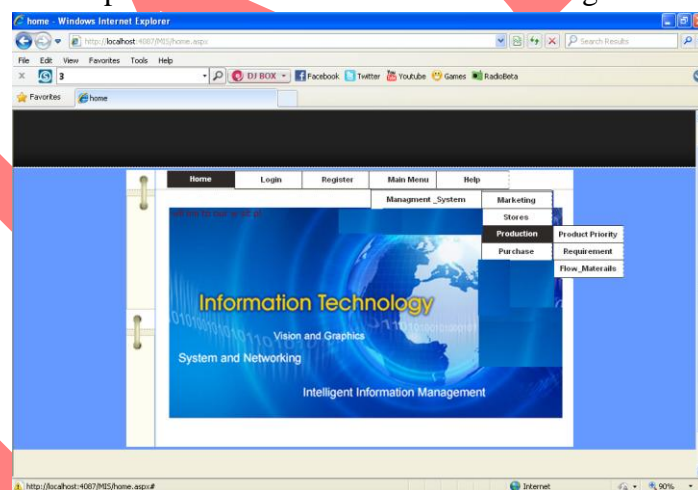 home - Windows Internet Explorer
http://localhost:4087/MIS/home.aspx
Search Results
File Edit View Favorites Tools Help
3 DJ BOX Facebook Twitter Youtube Games RadioBeta
Favorites home
Home Login Register Main Menu Help
Managment _System Marketing
Stores
Production Product Priority
Purchase Requirement
Flow_Materails
Information Technology
Vision and Graphics
System and Networking
Intelligent Information Management
http://localhost:4087/MIS/home.aspx# Internet 90%